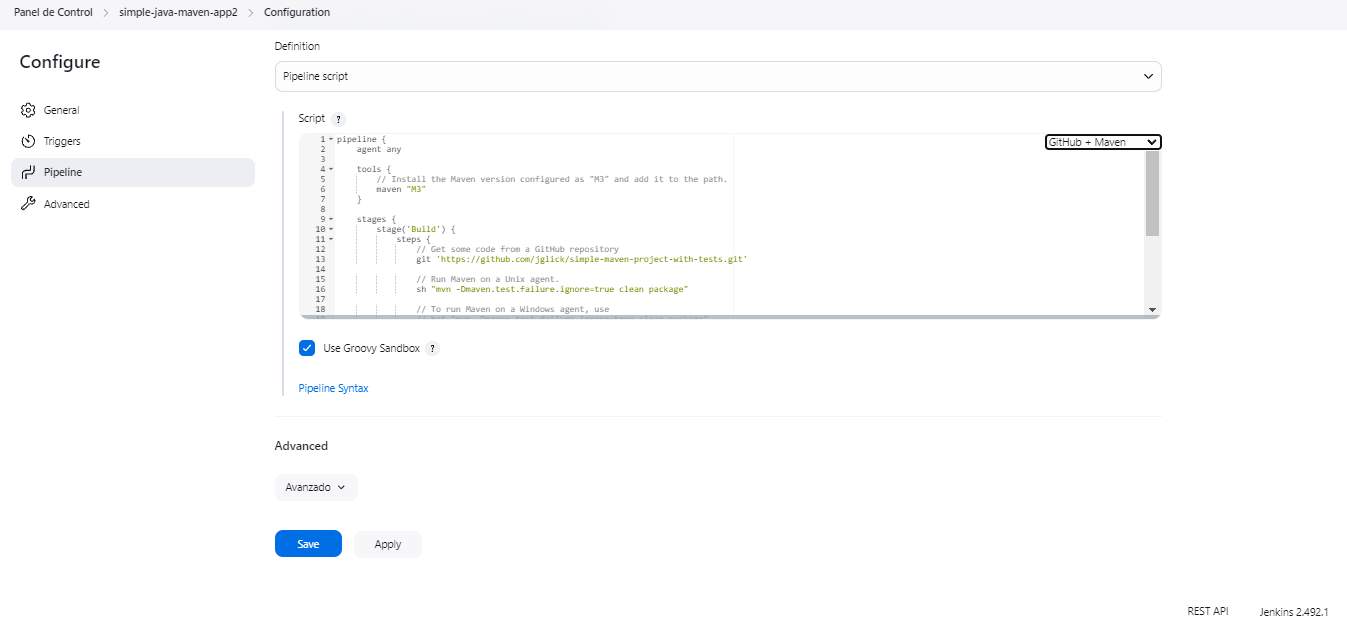 Panel de Control > simple-java-maven-app2 > Configuration
Configure
General
Triggers
Pipeline
Advanced
Definition
Pipeline script
Script ?
GitHub + Maven
1 pipeline {
2     agent any
3
4     tools {
5         // Install the Maven version configured as "M3" and add it to the path.
6         maven "M3"
7     }
8
9     stages {
10         stage('Build') {
11             steps {
12                 // Get some code from a GitHub repository
13                 git 'https://github.com/jglick/simple-maven-project-with-tests.git'
14
15                 // Run Maven on a Unix agent.
16                 sh "mvn -Dmaven.test.failure.ignore=true clean package"
17
18                 // To run Maven on a Windows agent, use
Use Groovy Sandbox ?
Pipeline Syntax
Advanced
Avanzado
Save
Apply
REST API
Jenkins 2.492.1